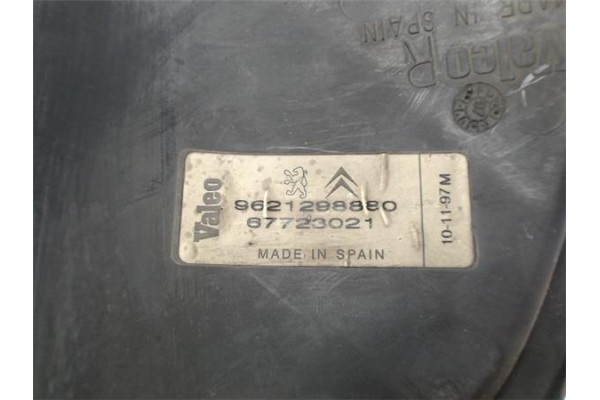 MADE IN
SPAIN
Valeo R
Valeo
9621298880
67723021
MADE IN SPAIN
10-11-97M